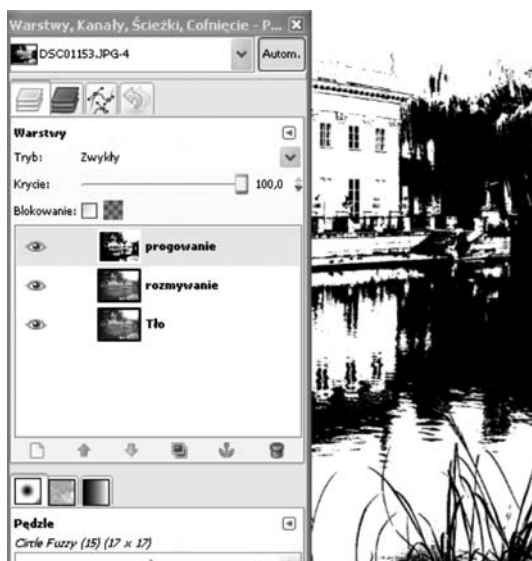 Warstwy, Kanały, Ścieżki, Cofnięcie - P...
DSC01153.JPG-4
Autom.
Warstwy
Tryb: Zwykły
Krycie: 100,0
Blokowanie:
progowanie
rozmywanie
Tło
Pędzle
Circle Fuzzy (15) (17 x 17)